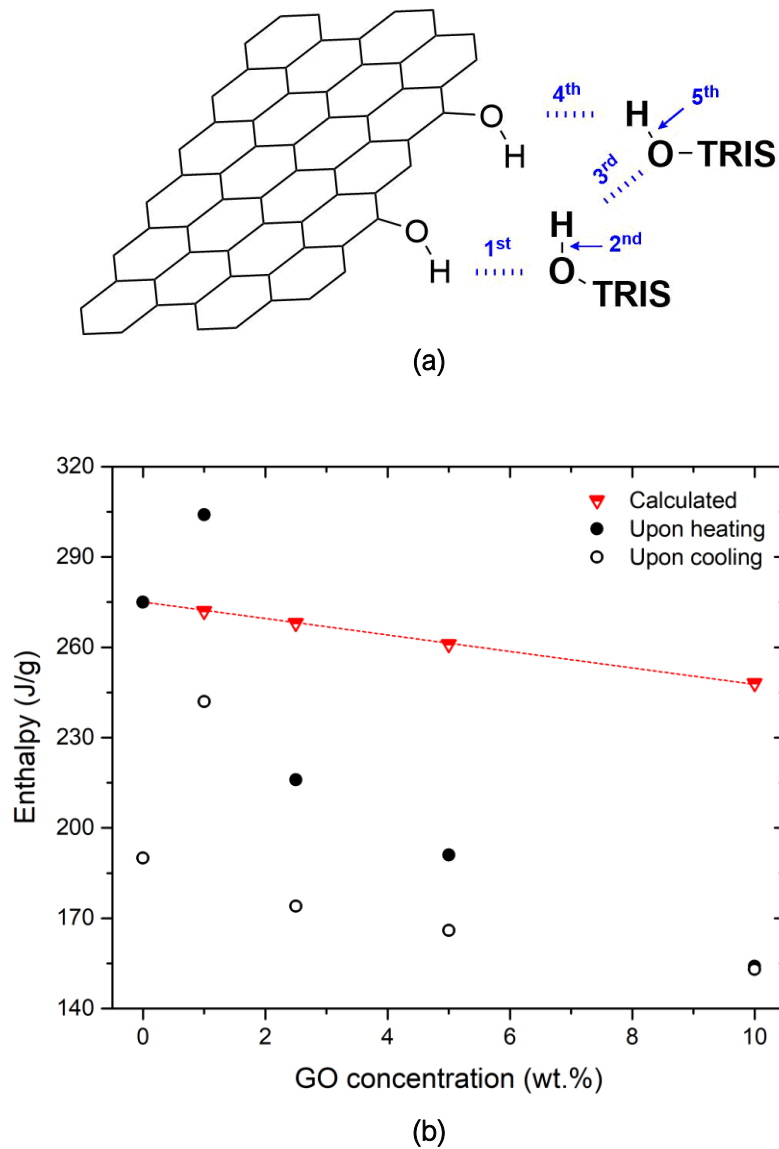 4th
H
5th
O
O
–TRIS
H
3rd
H
O
1st
2nd
H
O
TRIS
(a)
320
290
260
230
200
170
140
Enthalpy (J/g)
Calculated
Upon heating
Upon cooling
0 2 4 6 8 10
GO concentration (wt.%)
(b)